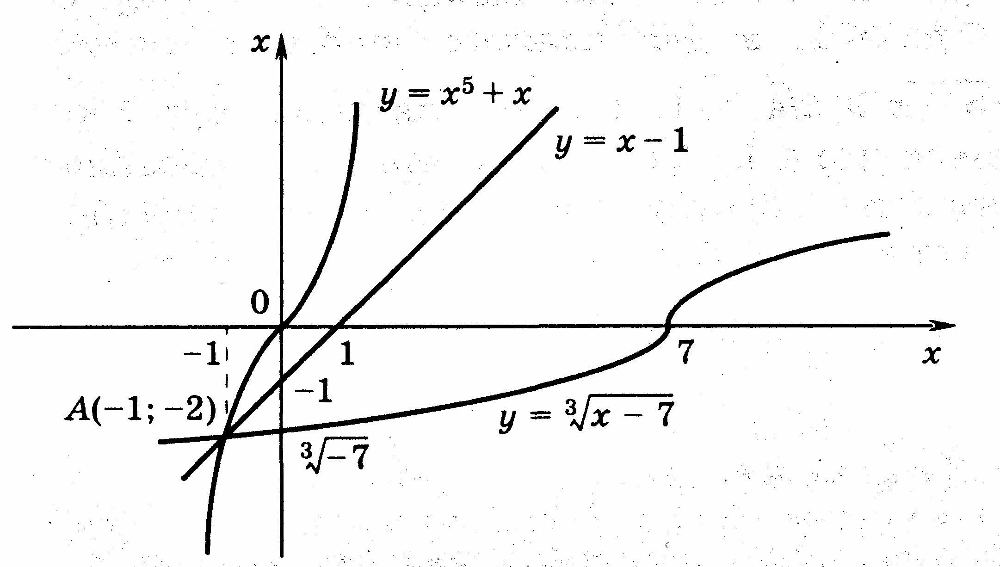 x
y = x⁵ + x
y = x − 1
0
−1
1
7
x
−1
A(−1; −2)
y = ∛(x − 7)
∛−7